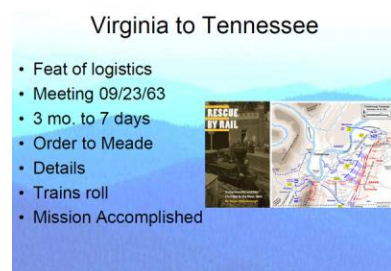 Virginia to Tennessee
• Feat of logistics
• Meeting 09/23/63
• 3 mo. to 7 days
• Order to Meade
• Details
• Trains roll
• Mission Accomplished
RESCUE
BY RAIL